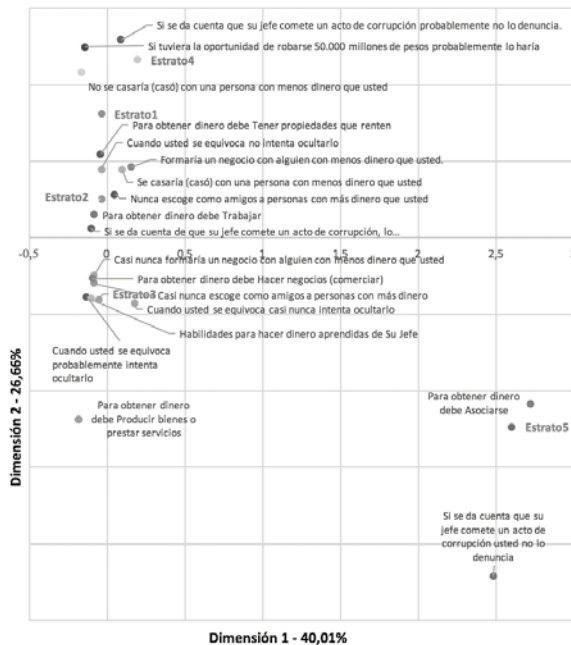 Si se da cuenta que su jefe comete un acto de corrupción probablemente no lo denuncia.
Si tuviera la oportunidad de robarse 50.000 millones de pesos probablemente lo haría
Estrato4
No se casaría (casó) con una persona con menos dinero que usted
Estrato1
Para obtener dinero debe Tener propiedades que renten
Cuando usted se equivoca no intenta ocultarlo
Formaría un negocio con alguien con menos dinero que usted.
Se casaría (casó) con una persona con menos dinero que usted
Estrato2
Nunca escoge como amigos a personas con más dinero que usted
Para obtener dinero debe Trabajar
Si se da cuenta de que su jefe comete un acto de corrupción, lo...
-0,5
0
0,5
1
1,5
2
2,5
Casi nunca formaría un negocio con alguien con menos dinero que usted
Para obtener dinero debe Hacer negocios (comerciar)
Estrato3
Casi nunca escoge como amigos a personas con más dinero
Cuando usted se equivoca casi nunca intenta ocultarlo
Habilidades para hacer dinero aprendidas de Su Jefe
Cuando usted se equivoca
probablemente intenta
ocultarlo
Para obtener dinero
debe Producir bienes o
prestar servicios
Para obtener dinero
debe Asociarse
Estrato5
Si se da cuenta que su
jefe comete un acto de
corrupción usted no lo
denuncia
Dimensión 2 - 26,66%
Dimensión 1 - 40,01%